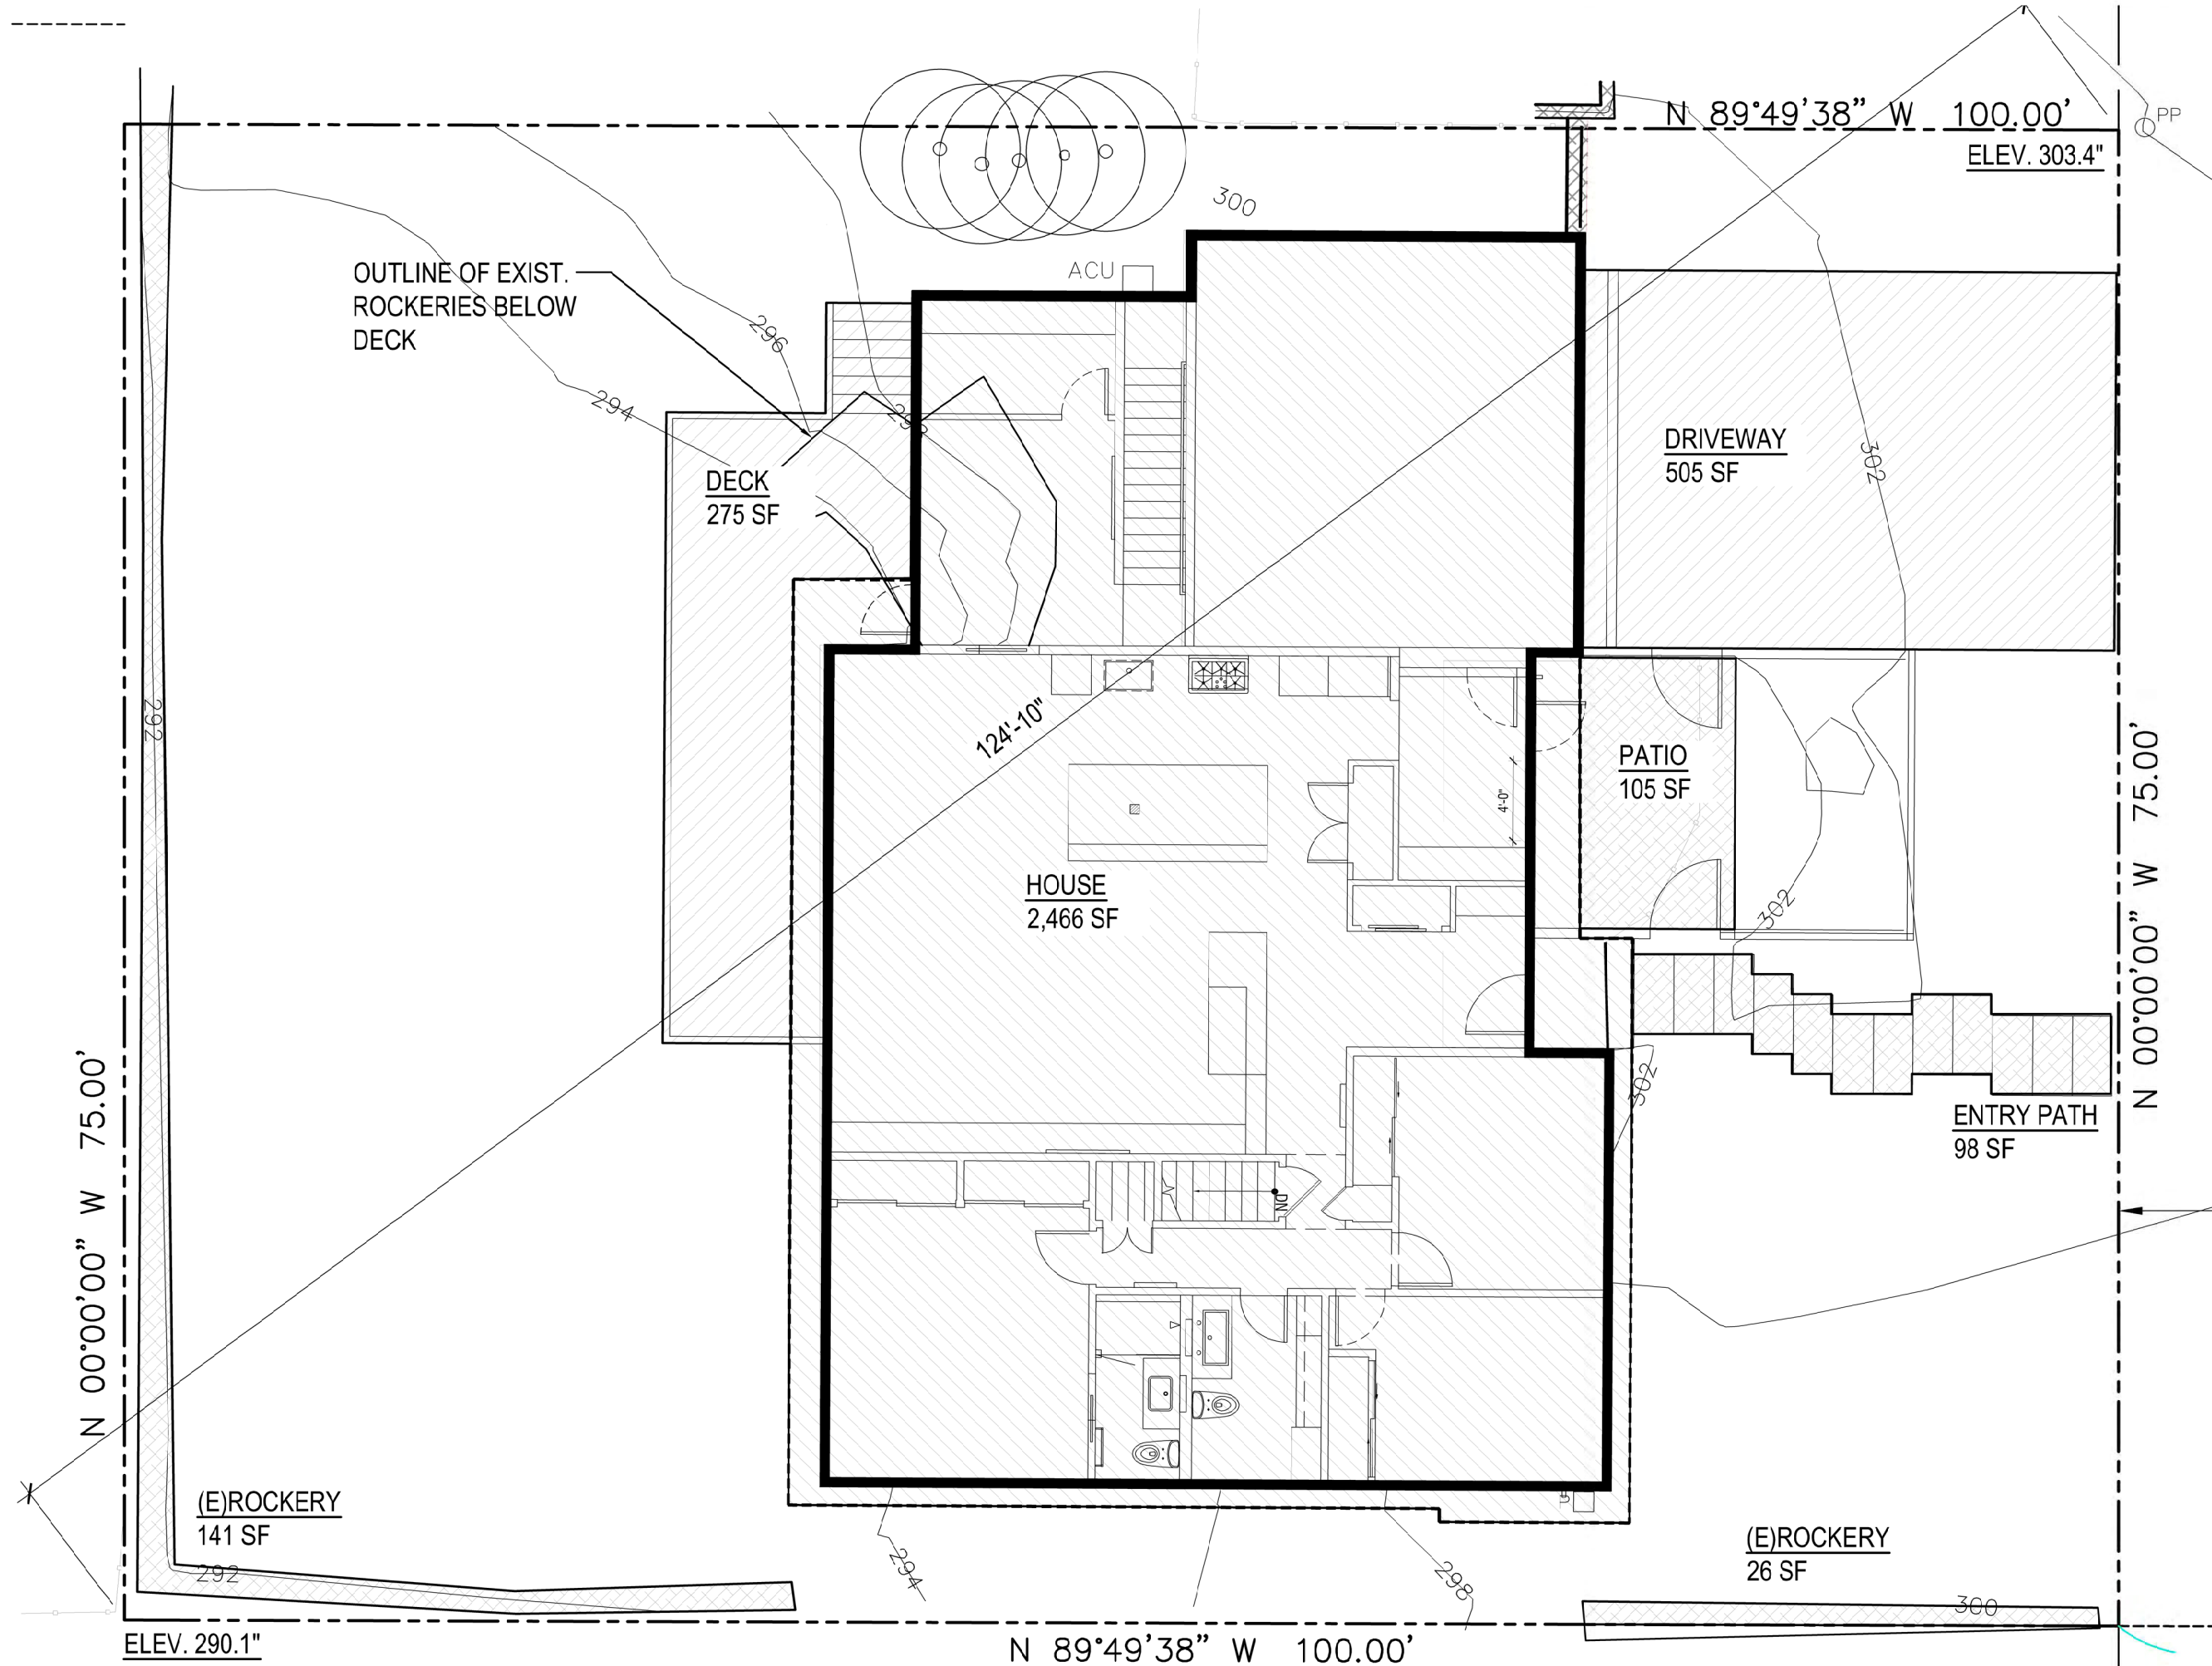 N 89°49'38" W 100.00'
PP
ELEV. 303.4"
300
ACU
OUTLINE OF EXIST.
ROCKERIES BELOW
DECK
296
294
DRIVEWAY
505 SF
302
DECK
275 SF
292
124'-10"
PATIO
105 SF
4'-0"
N 00°00'00" W 75.00'
HOUSE
2,466 SF
302
302
ENTRY PATH
98 SF
N 00°00'00" W 75.00'
DN
(E)ROCKERY
141 SF
292
294
298
(E)ROCKERY
26 SF
300
ELEV. 290.1"
N 89°49'38" W 100.00'